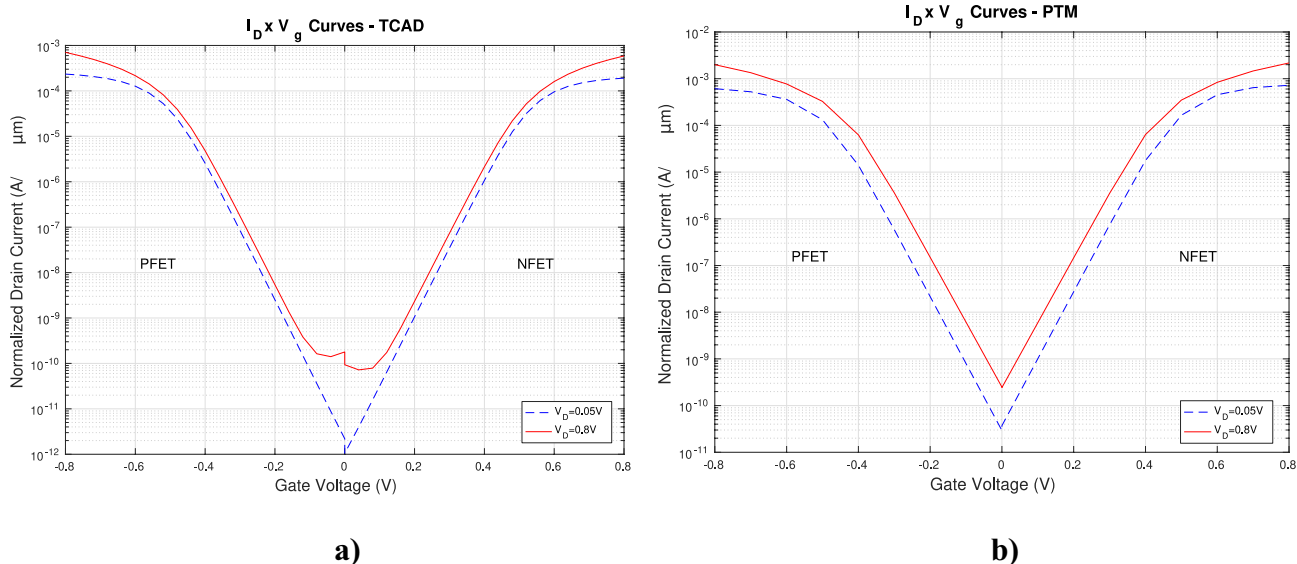 I_D x V_g Curves - TCAD
Normalized Drain Current (A/ µm)
10^-3
10^-4
10^-5
10^-6
10^-7
10^-8
10^-9
10^-10
10^-11
10^-12
PFET
NFET
V_D=0.05V
V_D=0.8V
-0.8 -0.6 -0.4 -0.2 0 0.2 0.4 0.6 0.8
Gate Voltage (V)
a)
I_D x V_g Curves - PTM
Normalized Drain Current (A/ µm)
10^-2
10^-3
10^-4
10^-5
10^-6
10^-7
10^-8
10^-9
10^-10
10^-11
PFET
NFET
V_D=0.05V
V_D=0.8V
-0.8 -0.6 -0.4 -0.2 0 0.2 0.4 0.6 0.8
Gate Voltage (V)
b)